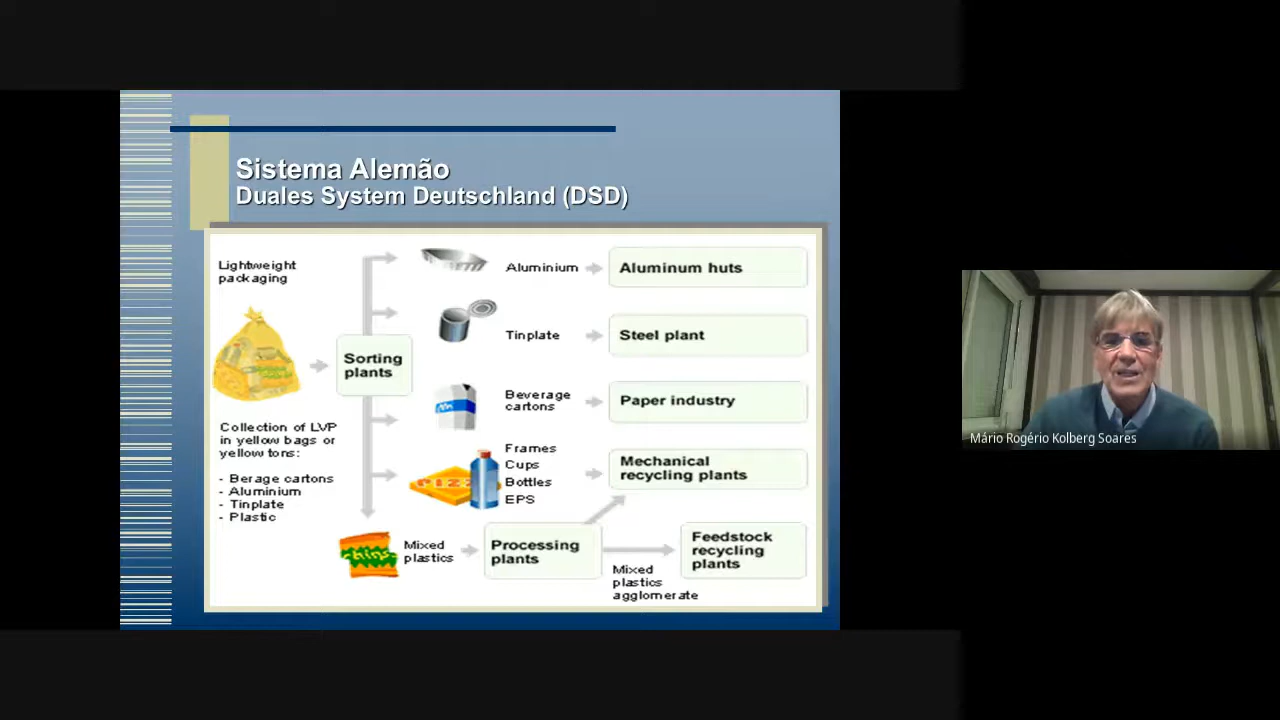 Sistema Alemão
Duales System Deutschland (DSD)
Lightweight
packaging
Collection of LVP
in yellow bags or
yellow tons:
- Berage cartons
- Aluminium
- Tinplate
- Plastic
Sorting
plants
Aluminium
Aluminum huts
Tinplate
Steel plant
Beverage
cartons
Paper industry
PIZZ
Frames
Cups
Bottles
EPS
Mechanical
recycling plants
Mixed
plastics
Processing
plants
Mixed
plastics
agglomerate
Feedstock
recycling
plants
Mário Rogério Kolberg Soares